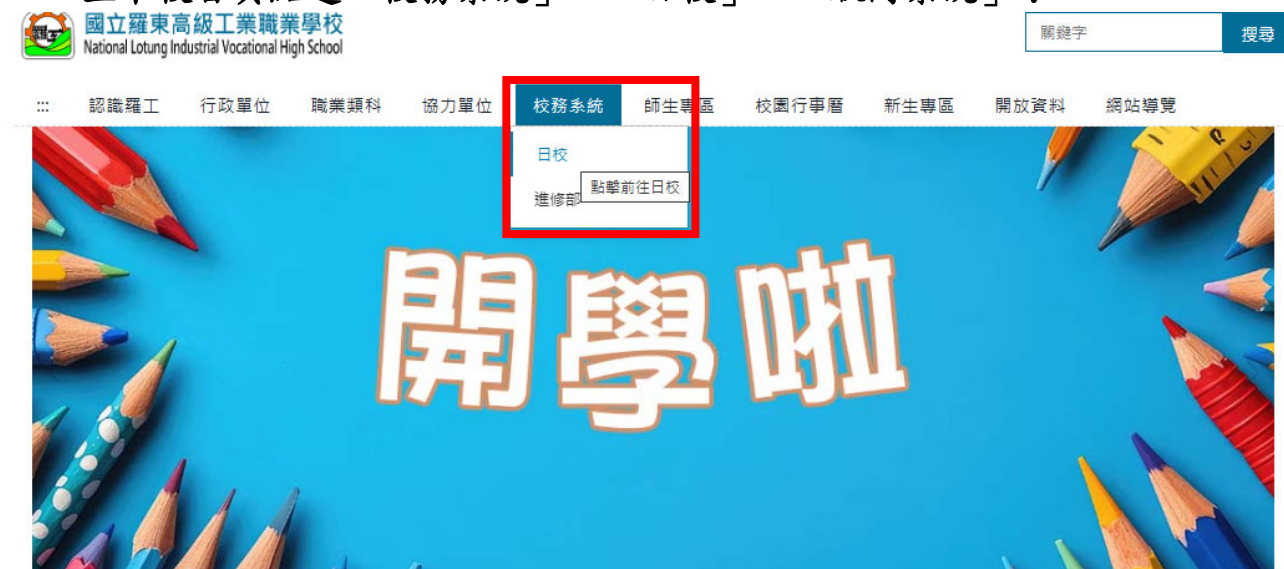 國立羅東高級工業職業學校
National Lotung Industrial Vocational High School
關鍵字
搜尋
:::
認識羅工
行政單位
職業類科
協力單位
校務系統
師生專區
校園行事曆
新生專區
開放資料
網站導覽
日校
點擊前往日校
進修部
開學啦